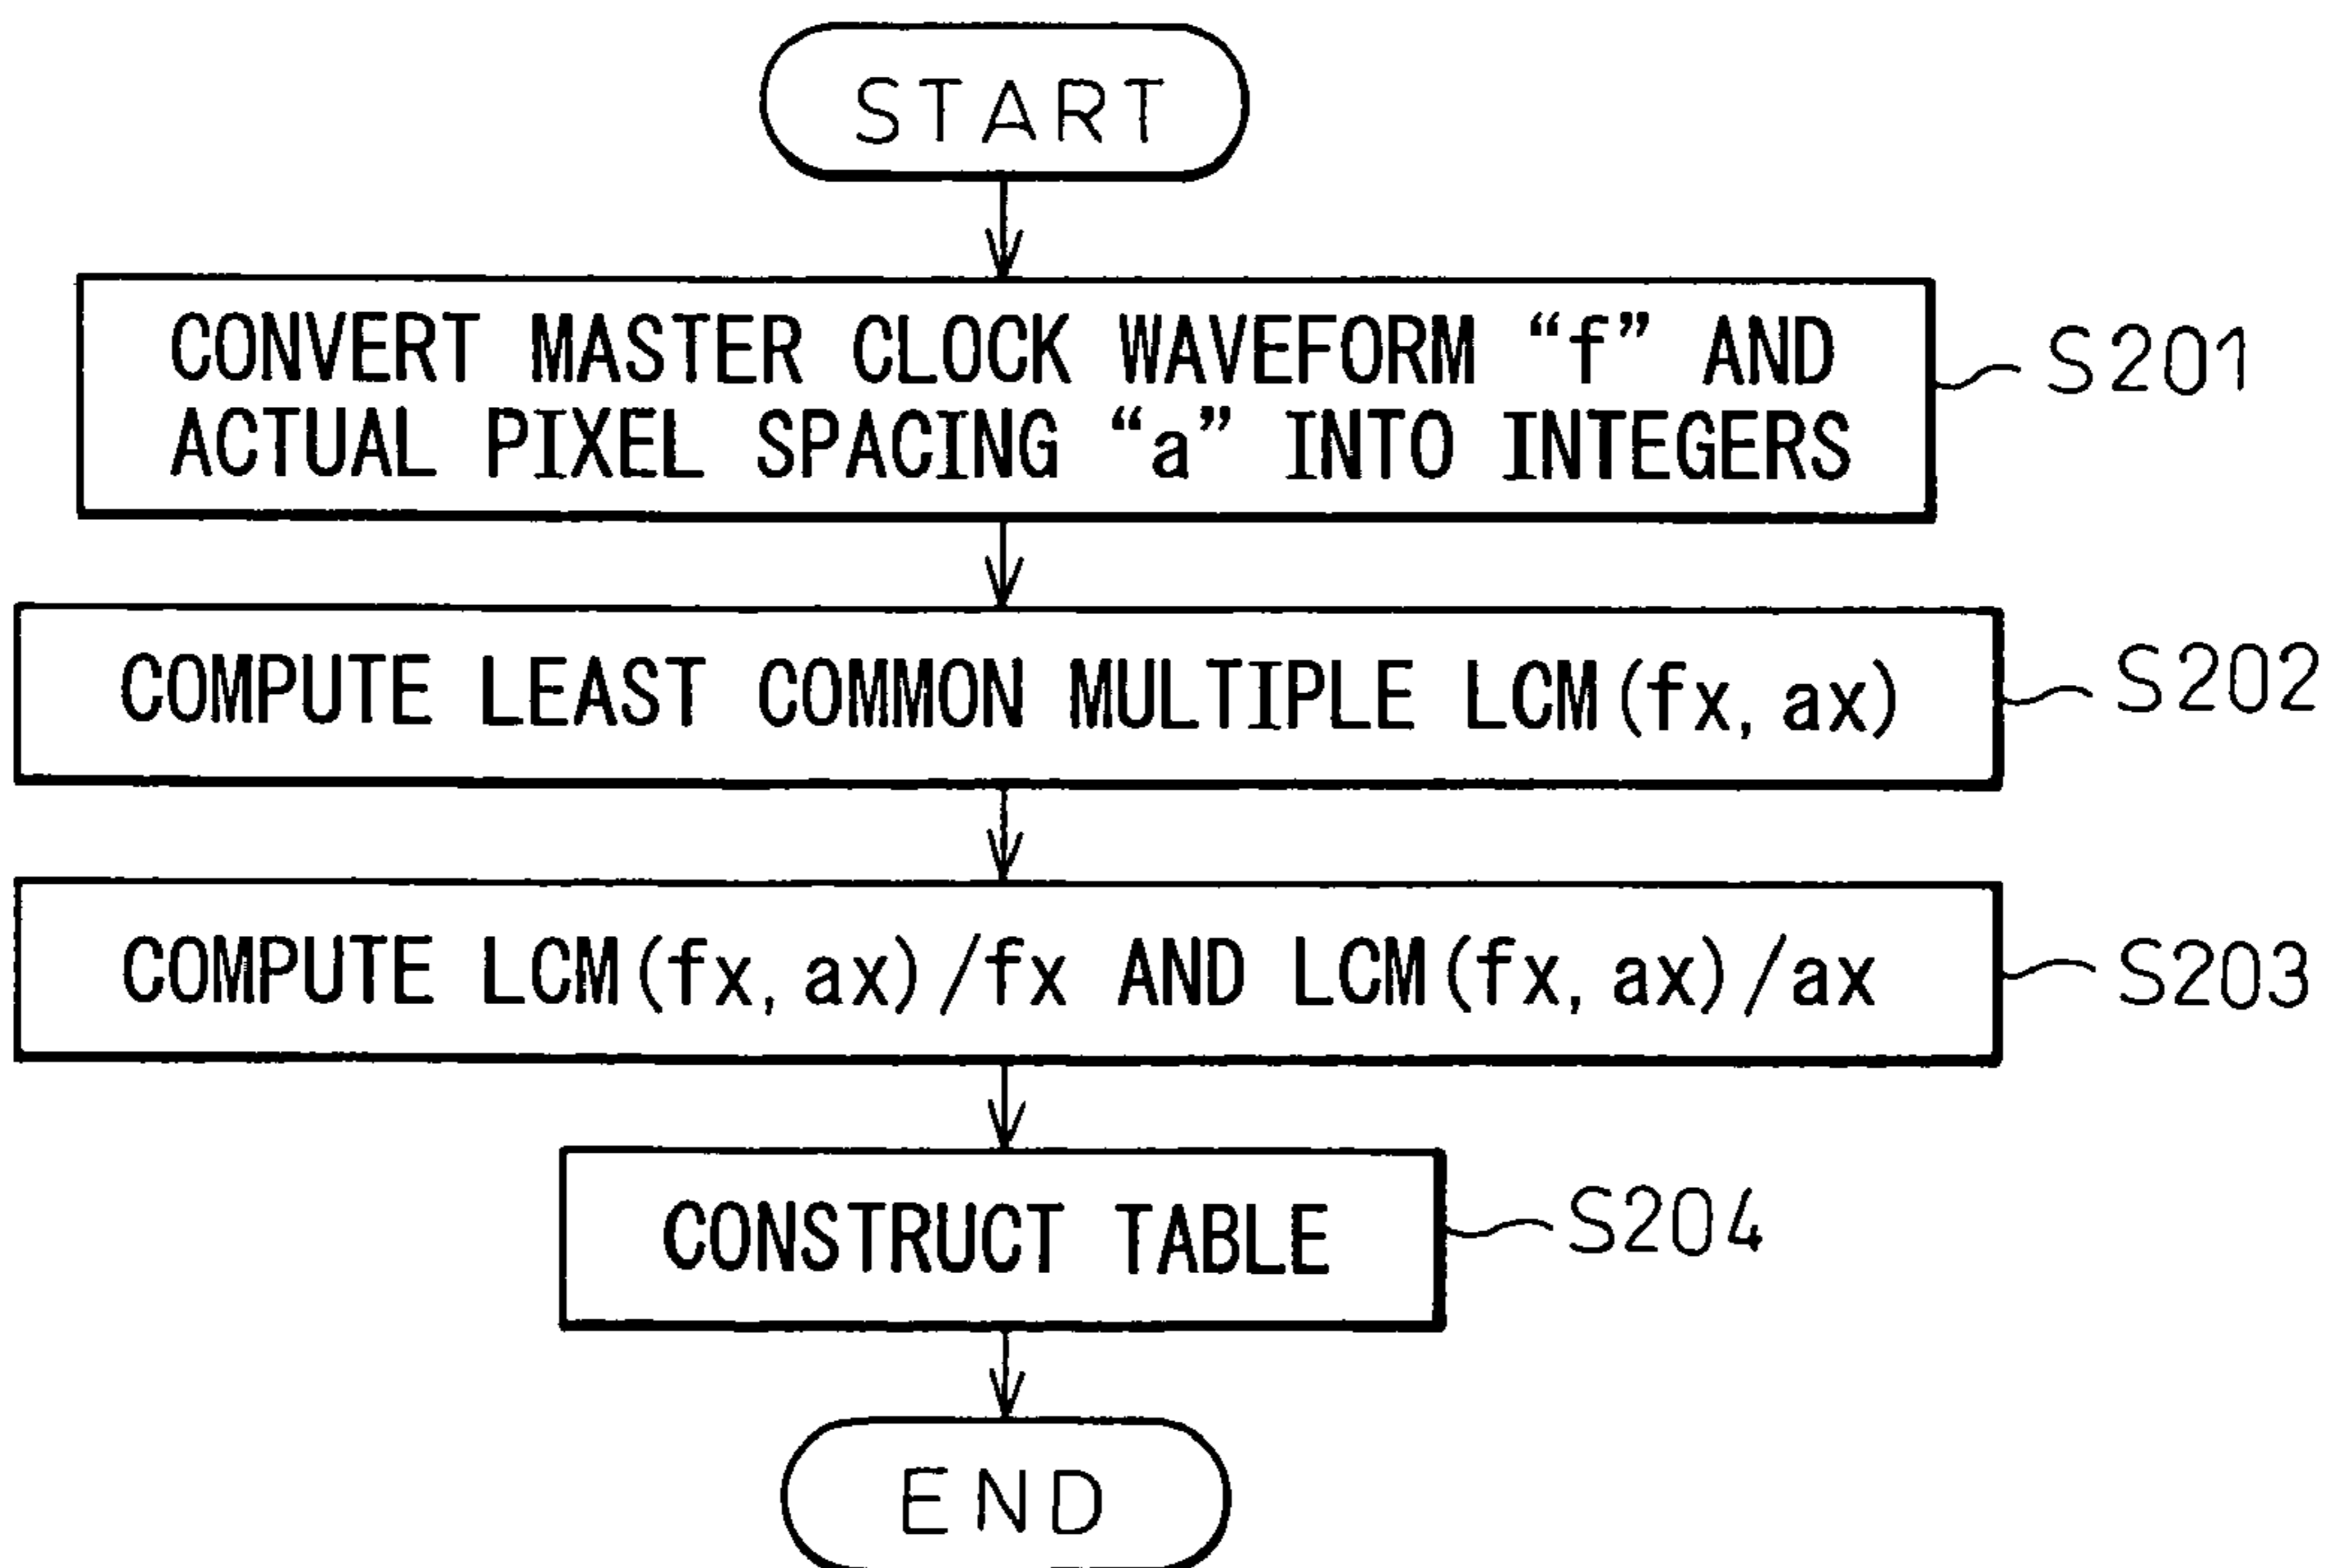 START
CONVERT MASTER CLOCK WAVEFORM “f” AND
ACTUAL PIXEL SPACING “a” INTO INTEGERS
S201
COMPUTE LEAST COMMON MULTIPLE LCM(fx, ax)
S202
COMPUTE LCM(fx, ax)/fx AND LCM(fx, ax)/ax
S203
CONSTRUCT TABLE
S204
END